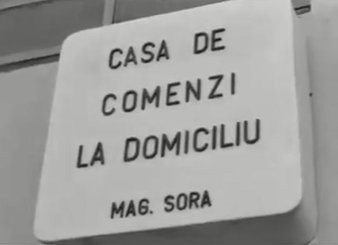 CASA DE
COMENZI
LA DOMICILIU
MAG. SORA